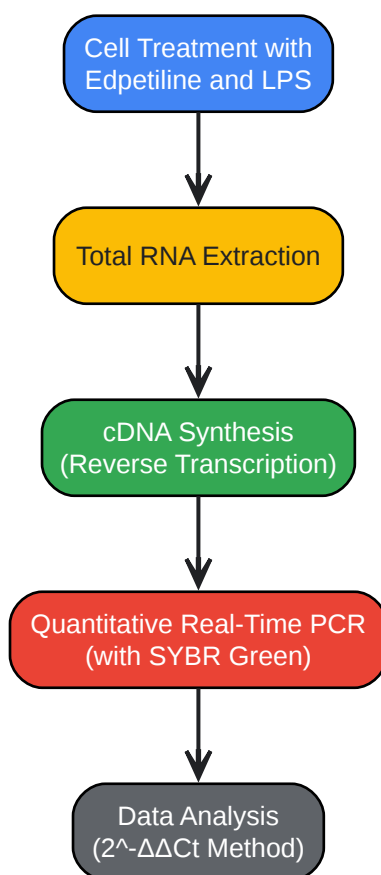 Cell Treatment with
Edpetiline and LPS
Total RNA Extraction
cDNA Synthesis
(Reverse Transcription)
Quantitative Real-Time PCR
(with SYBR Green)
Data Analysis
(2^-ΔΔCt Method)